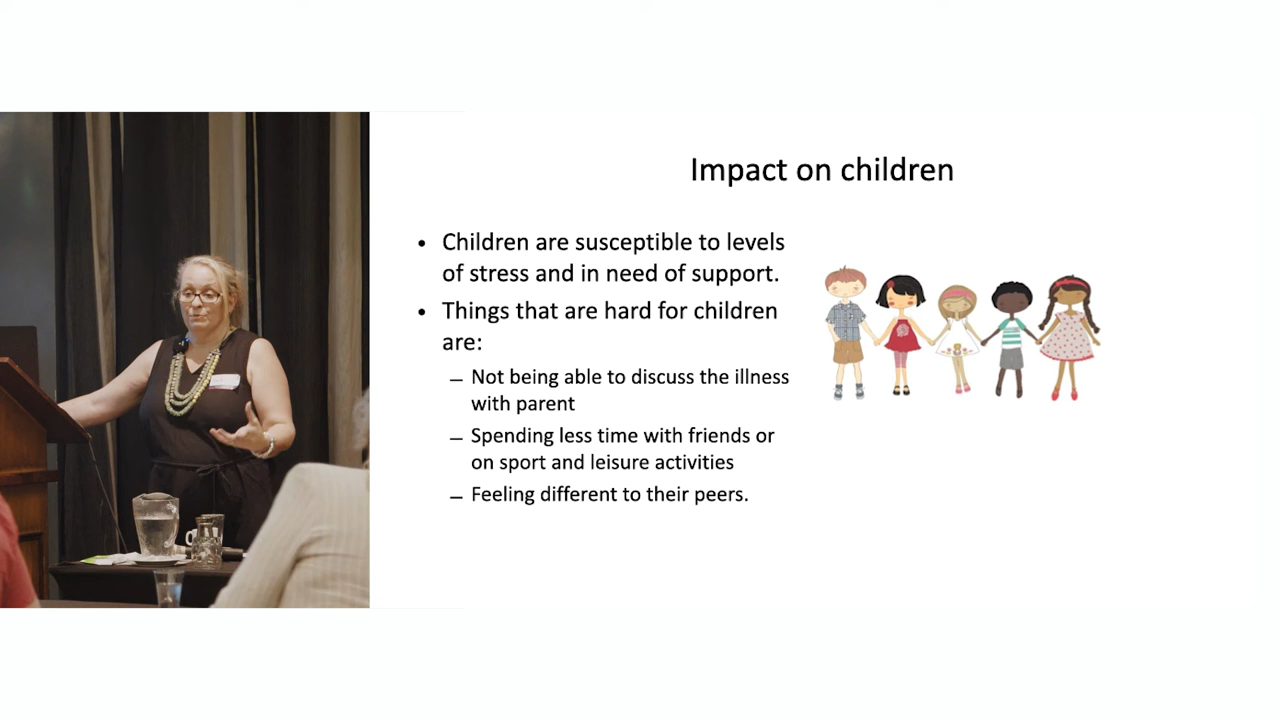 Impact on children
• Children are susceptible to levels
of stress and in need of support.
• Things that are hard for children
are:
– Not being able to discuss the illness
with parent
– Spending less time with friends or
on sport and leisure activities
– Feeling different to their peers.